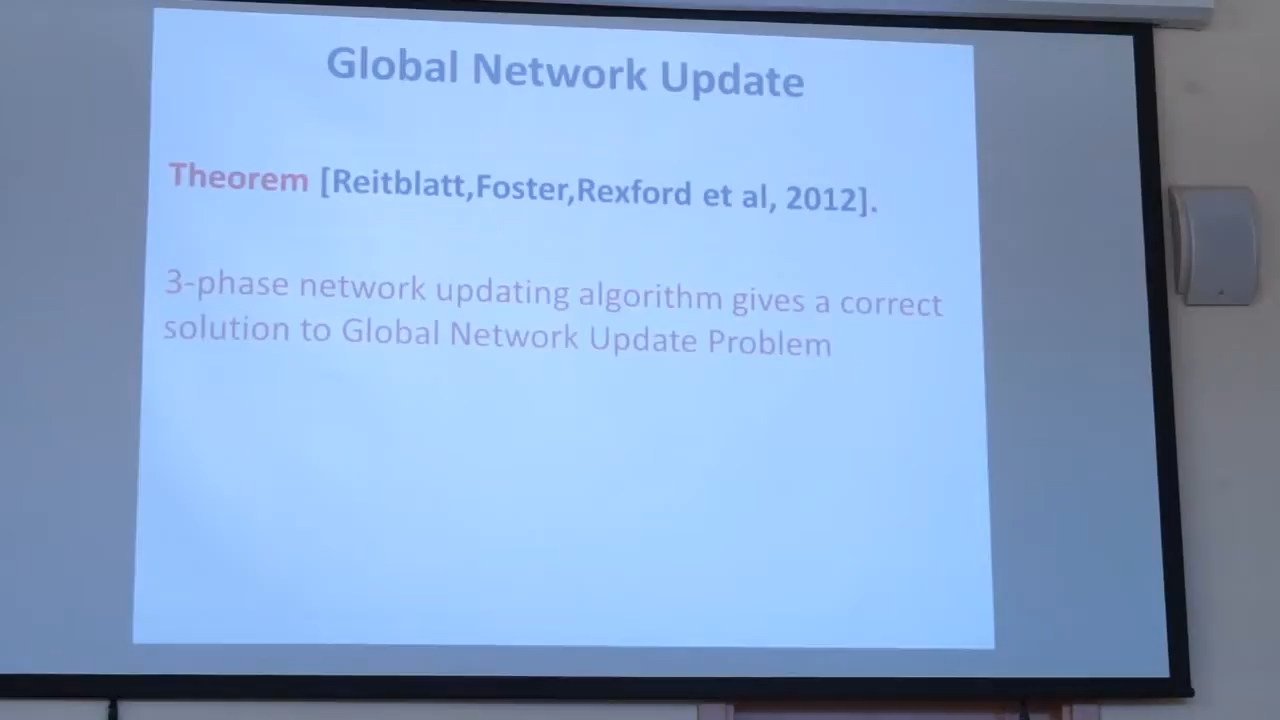 Global Network Update
Theorem [Reitblatt,Foster,Rexford et al, 2012].
3-phase network updating algorithm gives a correct
solution to Global Network Update Problem